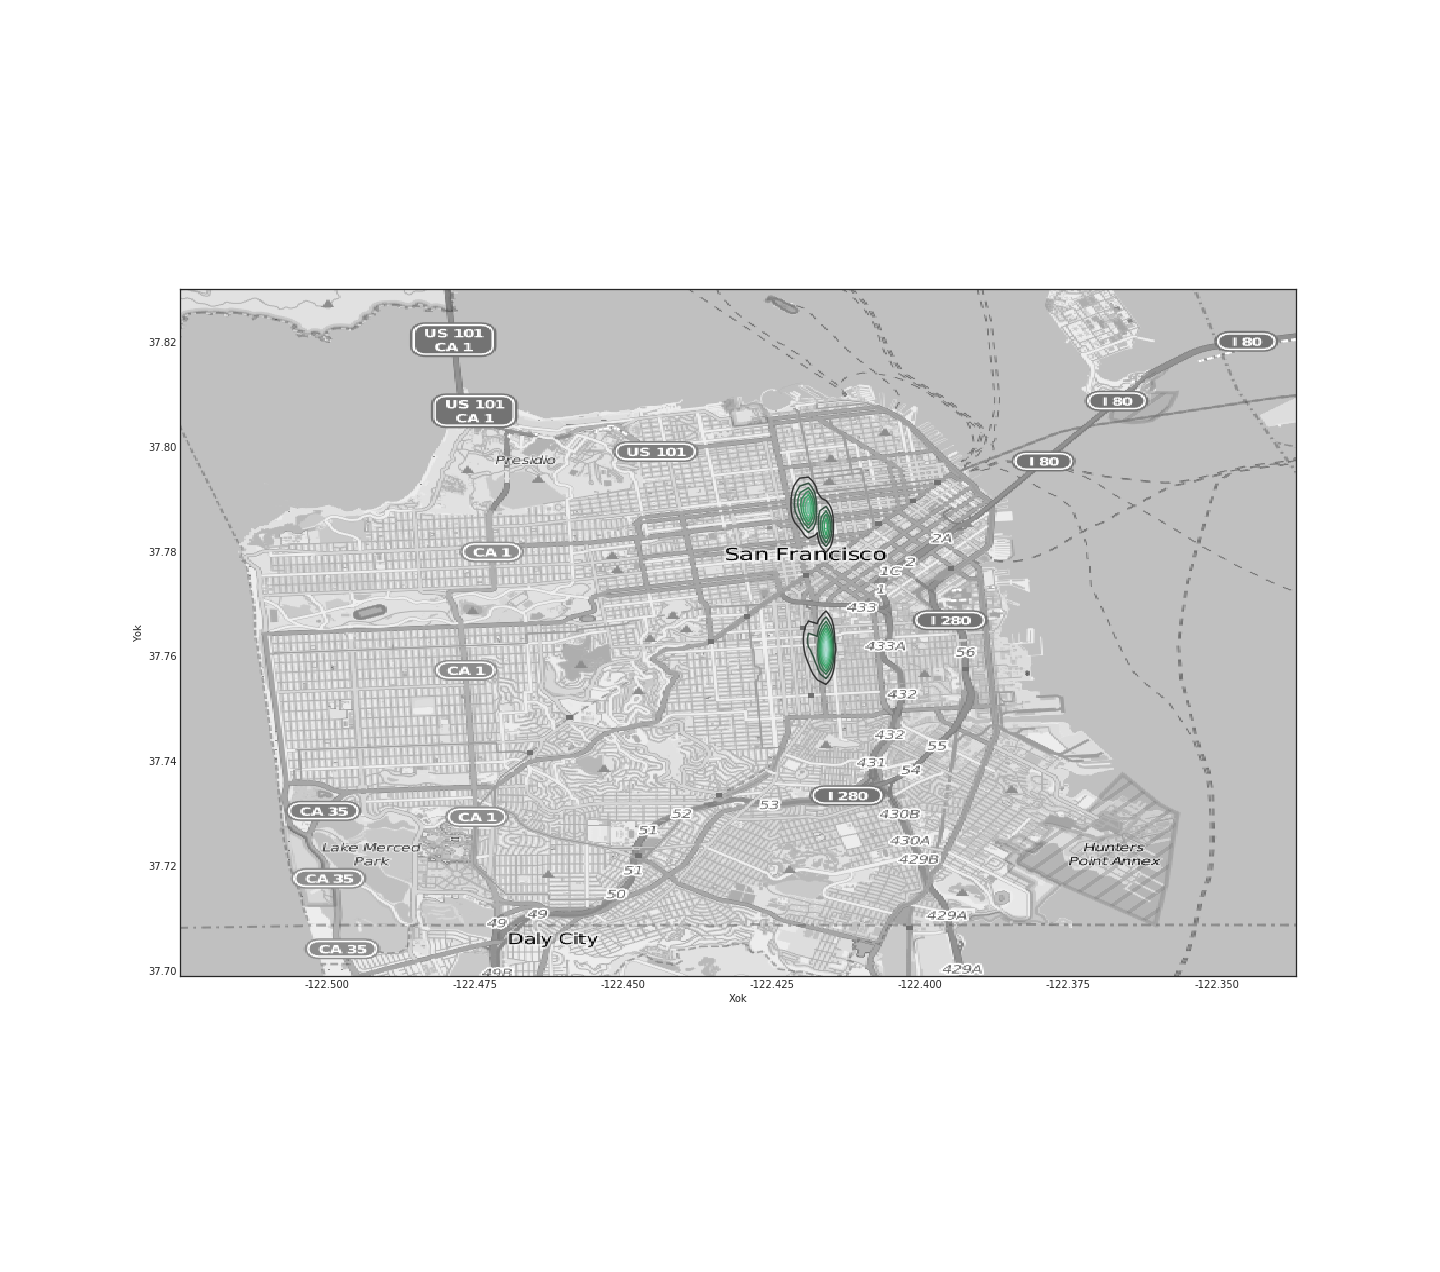 37.82
37.80
37.78
37.76
37.74
37.72
37.70
Yok
US 101
CA 1
US 101
CA 1
I 80
I 80
US 101
Presidio
I 80
CA 1
San Francisco
2A
2
1C
1
433
I 280
433A
56
CA 1
432
432
55
431
54
I 280
53
52
51
430B
CA 35
CA 1
430A
Lake Merced
Park
Hunters
Point Annex
429B
51
CA 35
50
49
49
429A
Daly City
CA 35
429A
49B
-122.500
-122.475
-122.450
-122.425
-122.400
-122.375
-122.350
Xok